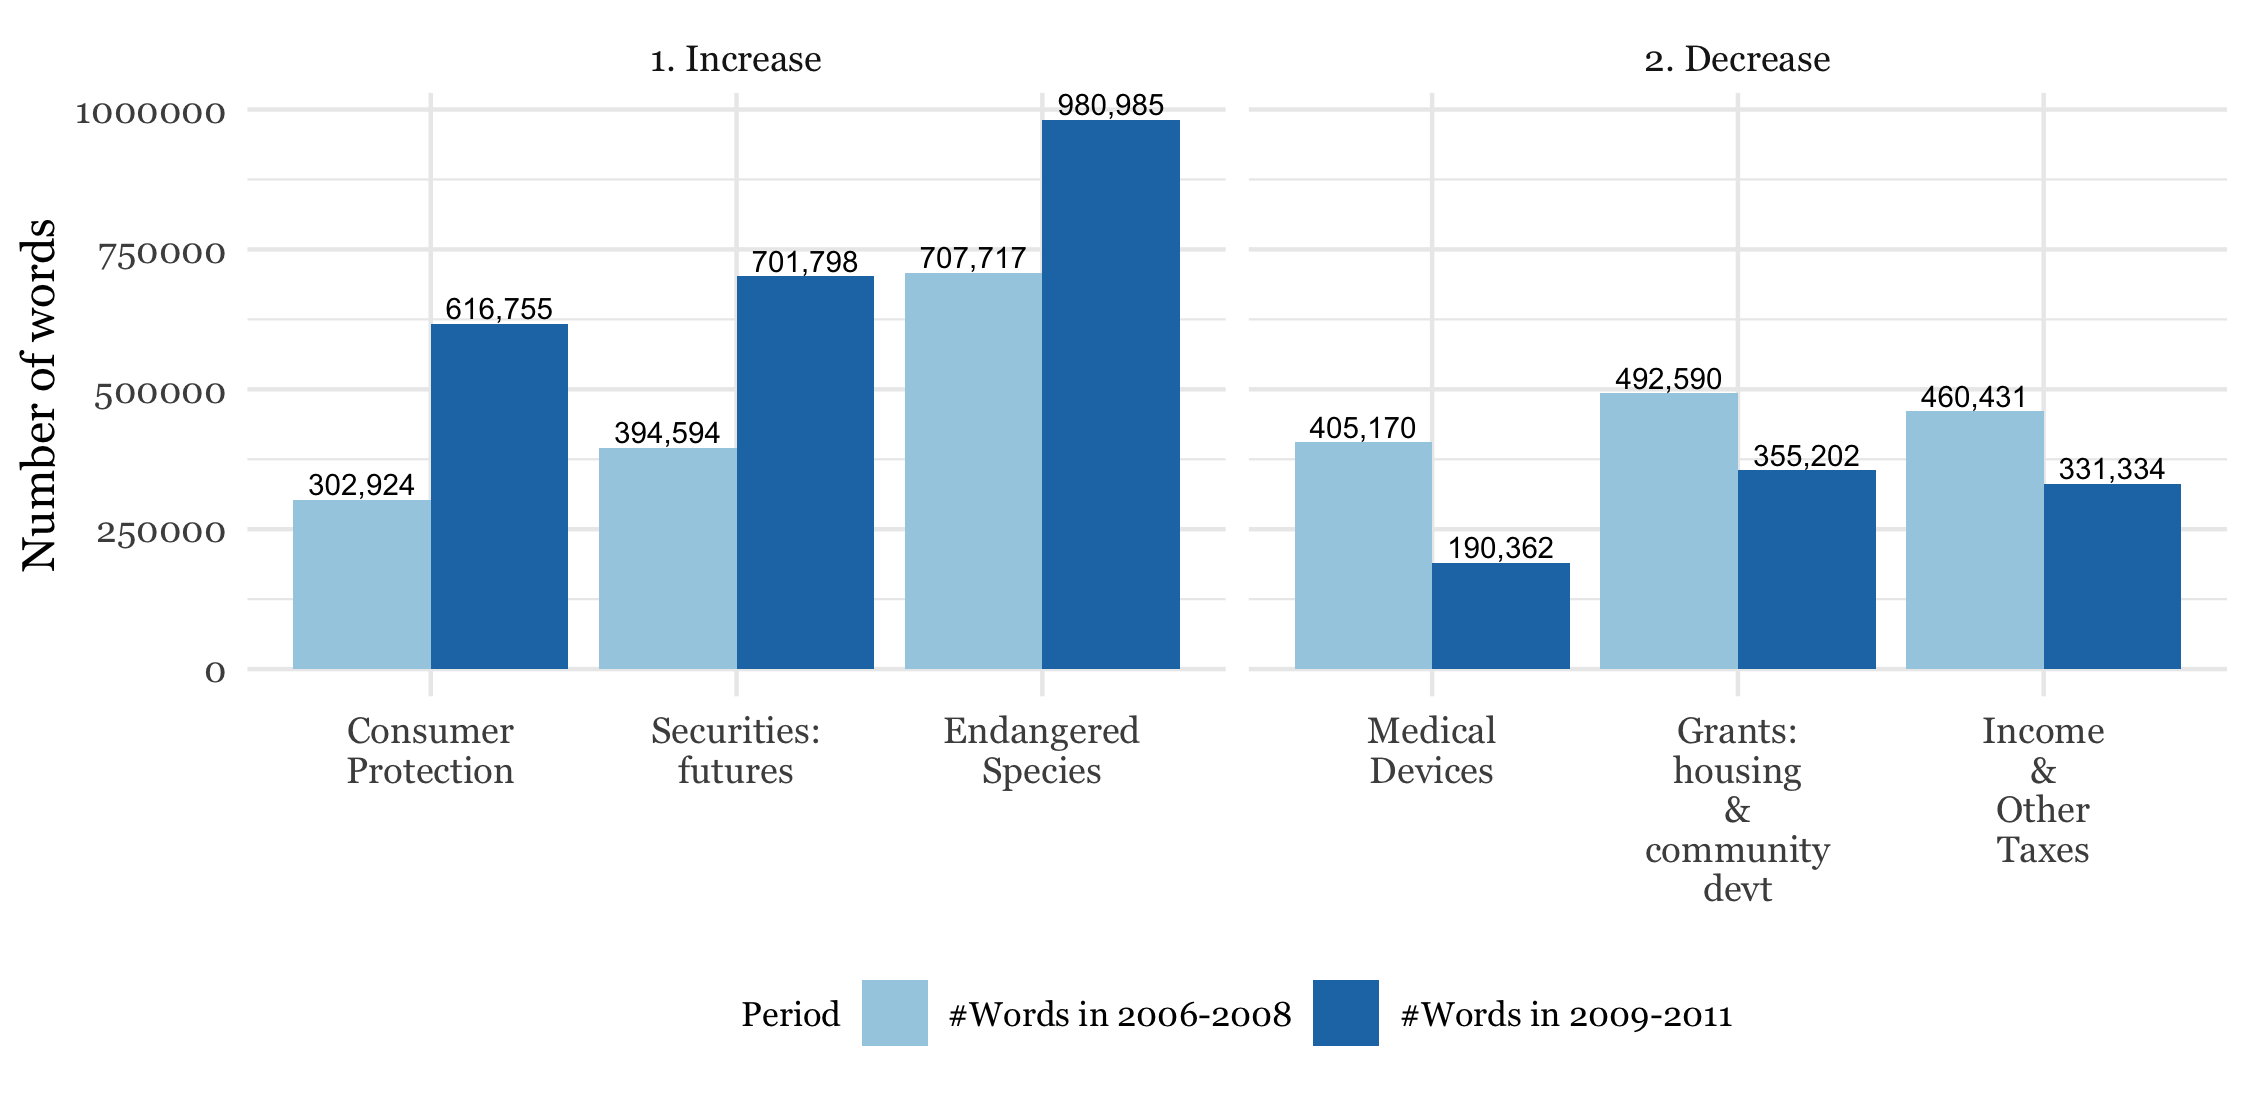 1. Increase
2. Decrease
Number of words
1000000
750000
500000
250000
0
302,924
616,755
394,594
701,798
707,717
980,985
405,170
190,362
492,590
355,202
460,431
331,334
Consumer
Protection
Securities:
futures
Endangered
Species
Medical
Devices
Grants:
housing
&
community
devt
Income
&
Other
Taxes
Period
#Words in 2006-2008
#Words in 2009-2011